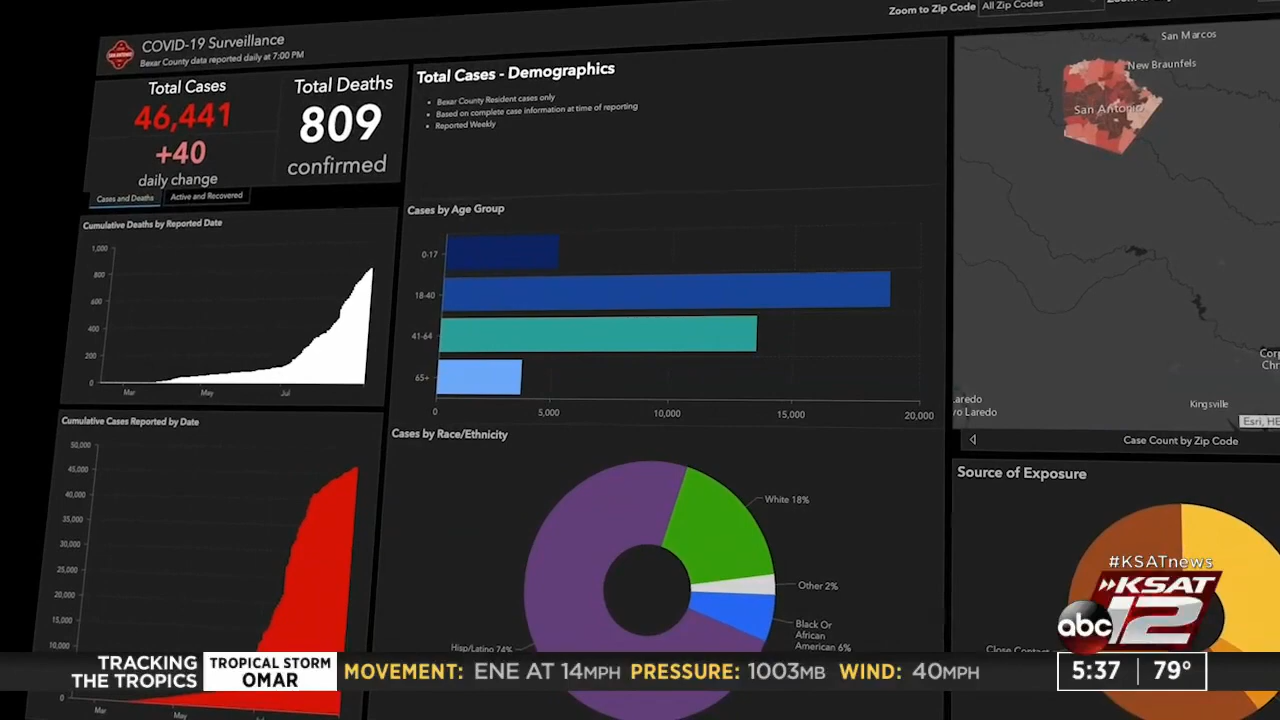 Zoom to Zip Code
All Zip Codes
COVID-19 Surveillance
Bexar County data reported daily at 7:00 PM
Total Cases
46,441
+40
daily change
Total Deaths
809
confirmed
Cases and Deaths
Active and Recovered
Cumulative Deaths by Reported Date
1,000
800
600
400
200
0
Mar
May
Jul
Cumulative Cases Reported by Date
50,000
45,000
40,000
35,000
30,000
25,000
20,000
15,000
10,000
0
Mar
May
Total Cases - Demographics
Bexar County Resident cases only
Based on complete case information at time of reporting
Reported Weekly
Cases by Age Group
0-17
18-40
41-64
65+
0
5,000
10,000
15,000
20,000
Cases by Race/Ethnicity
White 18%
Other 2%
Black Or
African
American 6%
Hisp/Latino 74%
San Marcos
New Braunfels
San Antonio
Kingsville
aredo
vo Laredo
Esri, HE
Case Count by Zip Code
Source of Exposure
Close Contact
#KSATnews
KSAT
abc 12
TRACKING
THE TROPICS
TROPICAL STORM
OMAR
MOVEMENT: ENE AT 14MPH PRESSURE: 1003MB WIND: 40MPH
5:37 79°